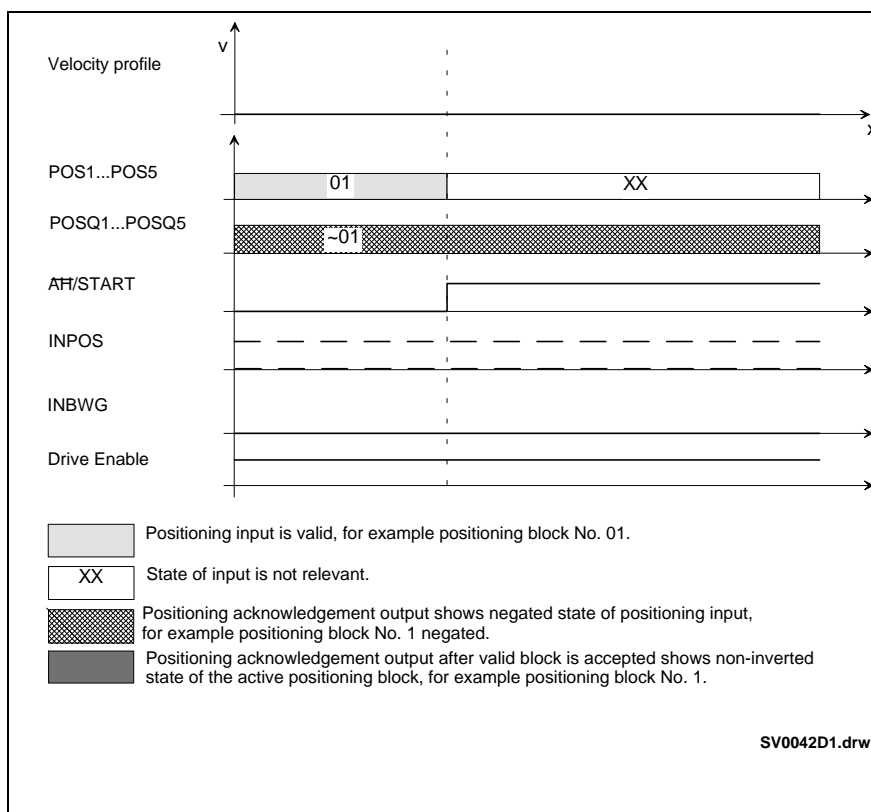 v
Velocity profile
x
POS1...POS5
01
XX
POSQ1...POSQ5
~01
AH/START
INPOS
INBWG
Drive Enable
Positioning input is valid, for example positioning block No. 01.
XX
State of input is not relevant.
Positioning acknowledgement output shows negated state of positioning input,
for example positioning block No. 1 negated.
Positioning acknowledgement output after valid block is accepted shows non-inverted
state of the active positioning block, for example positioning block No. 1.
SV0042D1.drw